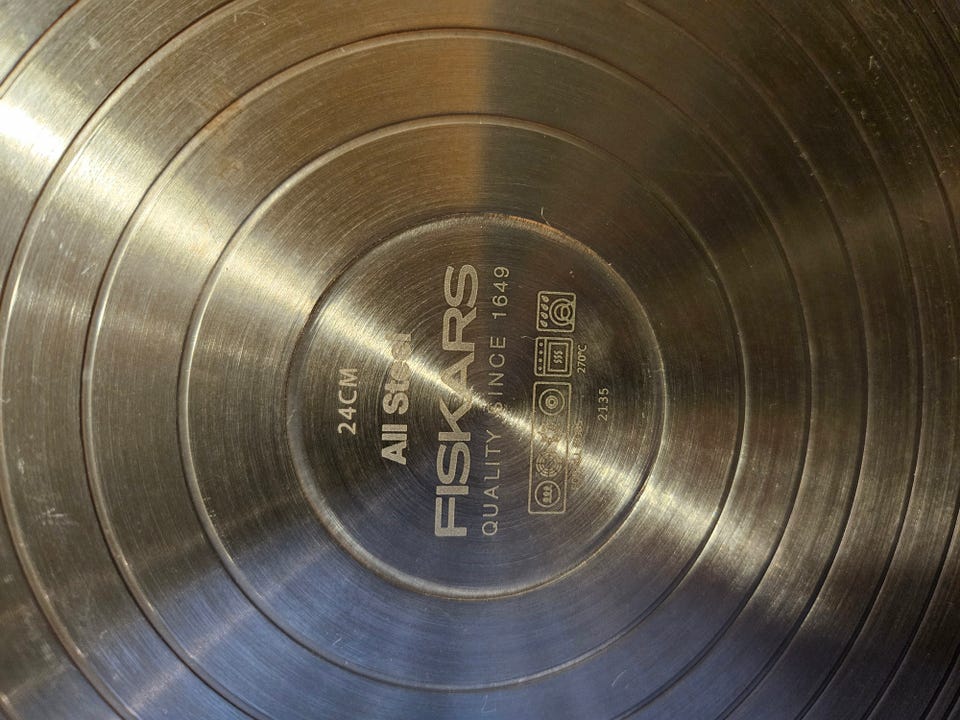 24CM
All Steel
FISKARS
QUALITY SINCE 1649
270°C
2135